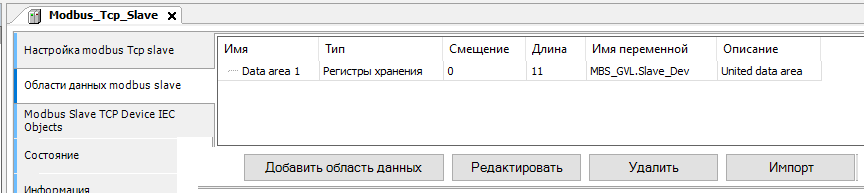 Modbus_Tcp_Slave
Настройка modbus Tcp slave
Области данных modbus slave
Modbus Slave TCP Device IEC
Objects
Состояние
Информация
Имя Тип Смещение Длина Имя переменной Описание
Data area 1 Регистры хранения 0 11 MBS_GVL.Slave_Dev United data area
Добавить область данных Редактировать Удалить Импорт